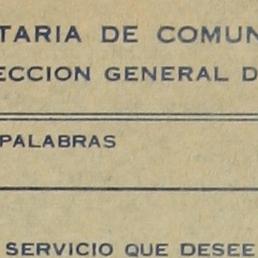 TARIA DE COMUN
ECCION GENERAL D
PALABRAS
SERVICIO QUE DESEE